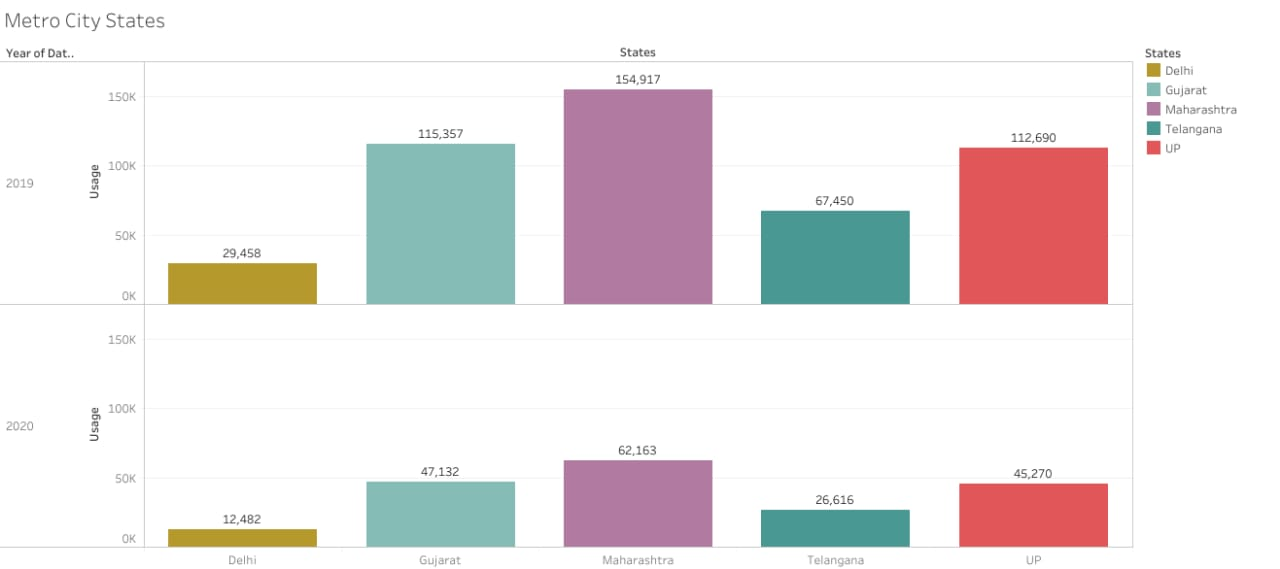 Metro City States
Year of Dat.. States States
Delhi
Gujarat
Maharashtra
Telangana
UP
2019
Usage
150K
100K
50K
0K
29,458
115,357
154,917
67,450
112,690
2020
Usage
150K
100K
50K
0K
12,482
47,132
62,163
26,616
45,270
Delhi Gujarat Maharashtra Telangana UP